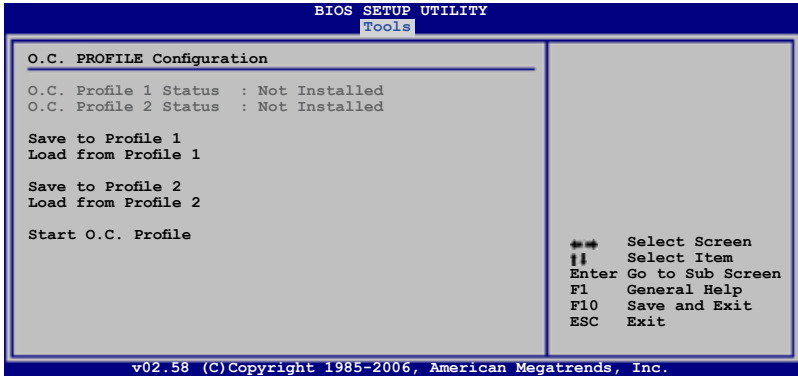 BIOS SETUP UTILITY
Tools
O.C. PROFILE Configuration
O.C. Profile 1 Status : Not Installed
O.C. Profile 2 Status : Not Installed
Save to Profile 1
Load from Profile 1
Save to Profile 2
Load from Profile 2
Start O.C. Profile
Select Screen
Select Item
Enter Go to Sub Screen
F1 General Help
F10 Save and Exit
ESC Exit
v02.58 (C)Copyright 1985-2006, American Megatrends, Inc.